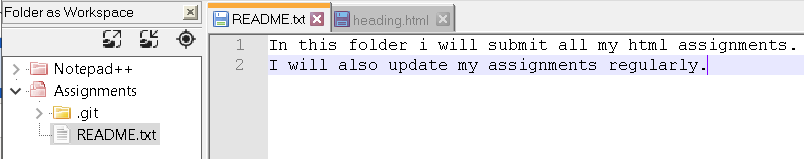 Folder as Workspace
README.txt
heading.html
Notepad++
Assignments
.git
README.txt
1 In this folder i will submit all my html assignments.
2 I will also update my assignments regularly.